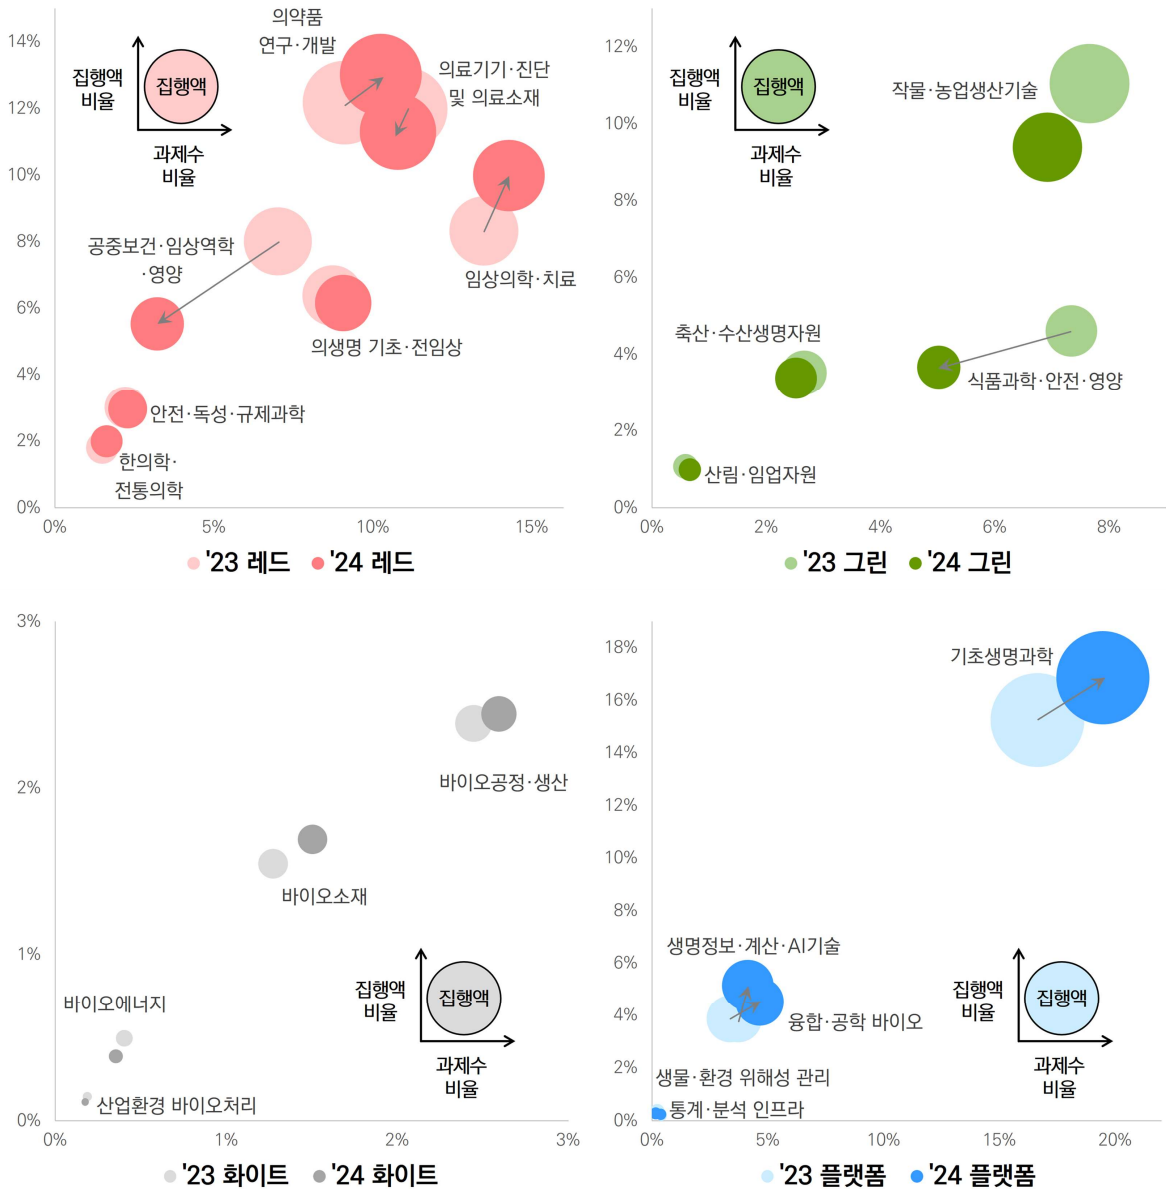 14%
12%
10%
8%
6%
4%
2%
0%
0%
5%
10%
15%
집행액
비율
집행액
과제수
비율
의약품
연구·개발
의료기기·진단
및 의료소재
임상의학·치료
공중보건·임상역학
·영양
의생명 기초·전임상
안전·독성·규제과학
한의학·
전통의학
'23 레드
'24 레드
12%
10%
8%
6%
4%
2%
0%
0%
2%
4%
6%
8%
집행액
비율
집행액
과제수
비율
작물·농업생산기술
축산·수산생명자원
식품과학·안전·영양
산림·임업자원
'23 그린
'24 그린
3%
2%
1%
0%
0%
1%
2%
3%
바이오공정·생산
바이오소재
바이오에너지
산업환경 바이오처리
집행액
비율
집행액
과제수
비율
'23 화이트
'24 화이트
18%
16%
14%
12%
10%
8%
6%
4%
2%
0%
0%
5%
10%
15%
20%
기초생명과학
생명정보·계산·AI기술
융합·공학 바이오
생물·환경 위해성 관리
통계·분석 인프라
집행액
비율
집행액
과제수
비율
'23 플랫폼
'24 플랫폼